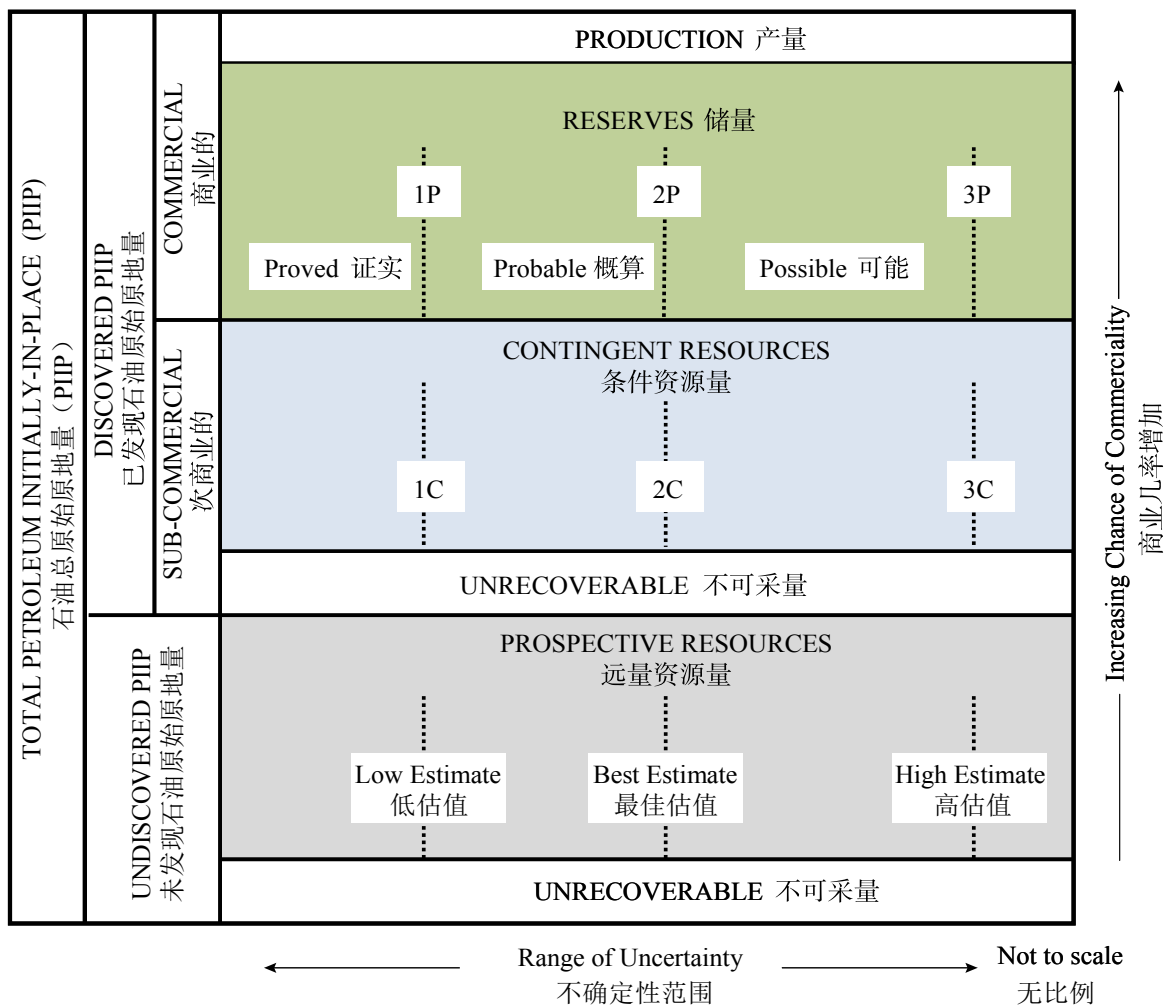 TOTAL PETROLEUM INITIALLY-IN-PLACE (PIIP)
石油总原始原地量（PIIP）
DISCOVERED PIIP
已发现石油原始原地量
COMMERCIAL
商业的
SUB-COMMERCIAL
次商业的
UNDISCOVERED PIIP
未发现石油原始原地量
PRODUCTION 产量
RESERVES 储量
1P
2P
3P
Proved 证实
Probable 概算
Possible 可能
CONTINGENT RESOURCES
条件资源量
1C
2C
3C
UNRECOVERABLE 不可采量
PROSPECTIVE RESOURCES
远量资源量
Low Estimate
低估值
Best Estimate
最佳估值
High Estimate
高估值
UNRECOVERABLE 不可采量
Increasing Chance of Commerciality
商业几率增加
Range of Uncertainty
不确定性范围
Not to scale
无比例